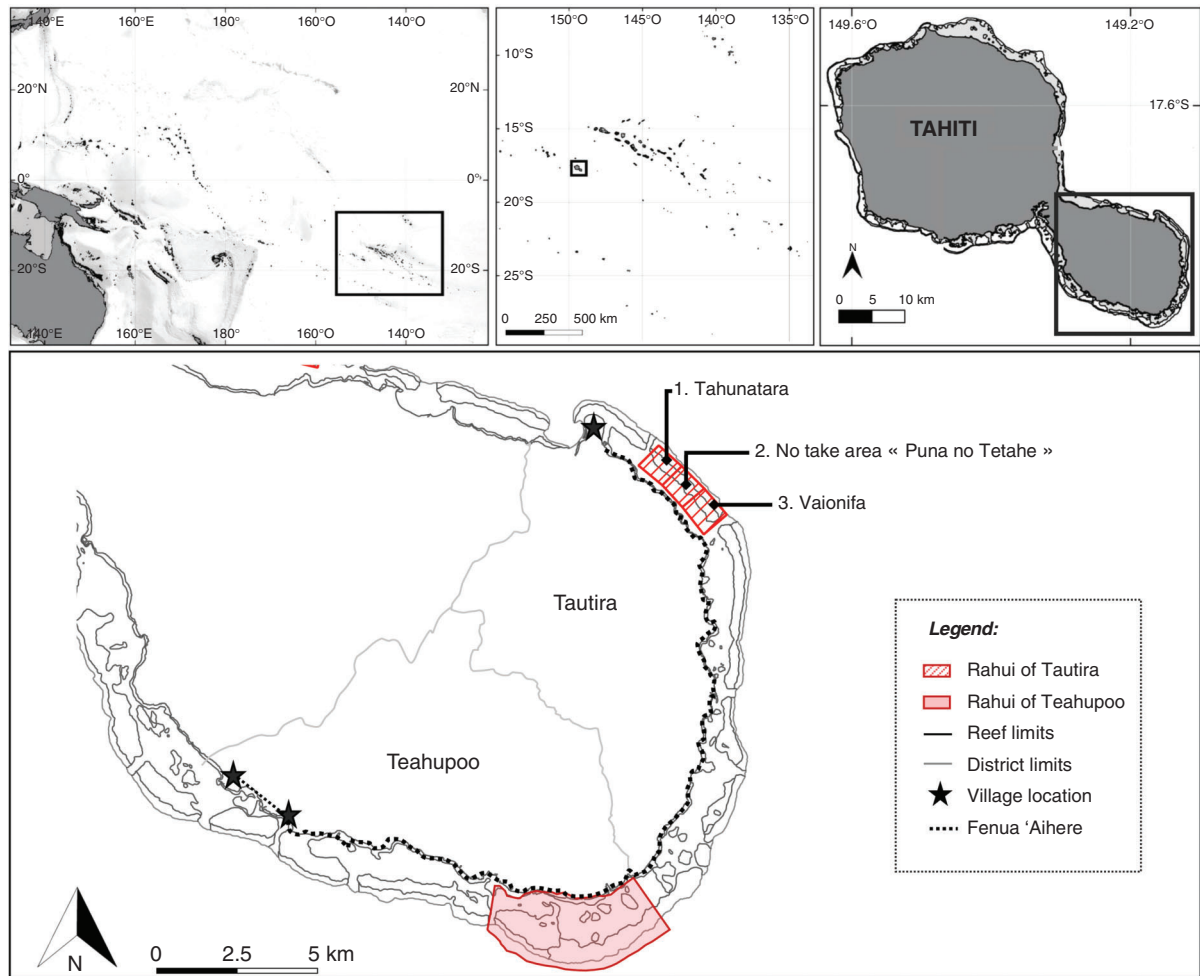 140°E 160°E 180° 160°O 140°O
20°N 20°N
0° 0°
20°S 20°S
140°E 160°E 180° 160°O 140°O
150°O 145°O 140°O 135°O
10°S
15°S
20°S
25°S
0 250 500 km
149.6°O 149.2°O
17.6°S
TAHITI
N
0 5 10 km
1. Tahunatara
2. No take area « Puna no Tetahe »
3. Vaionifa
Tautira
Teahupoo
Legend:
Rahui of Tautira
Rahui of Teahupoo
Reef limits
District limits
Village location
Fenua ‘Aihere
N
0 2.5 5 km